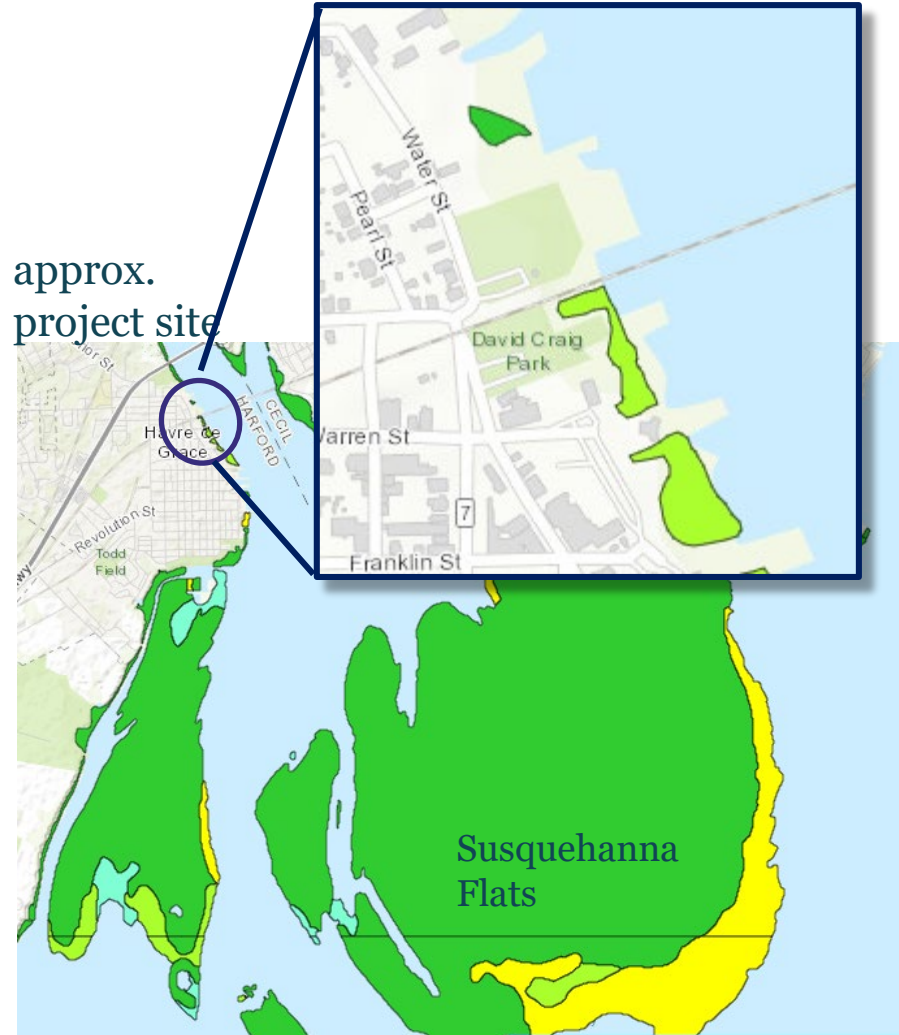 Water St
Pearl St
David Craig
Park
Warren St
7
Franklin St
approx.
project site
CECIL
HARFORD
Havre de
Grace
Revolution St
Todd
Field
Susquehanna
Flats